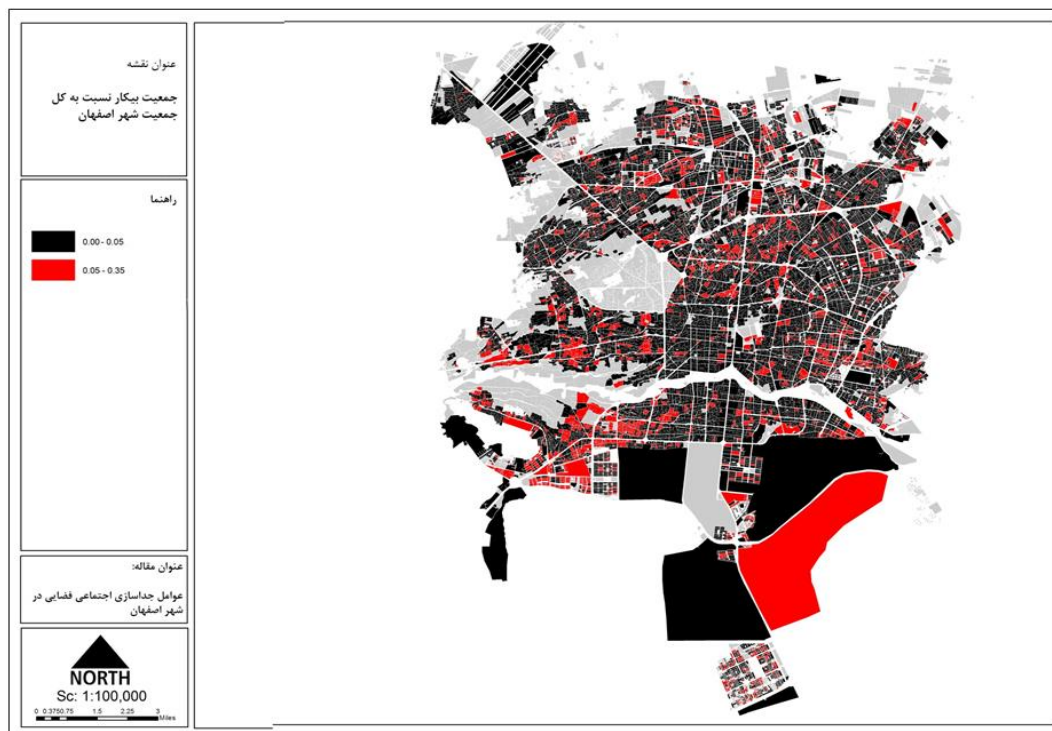 عنوان نقشه
جمعیت بیکار نسبت به کل
جمعیت شهر اصفهان
راهنما
0.00 - 0.05
0.05 - 0.35
عنوان مقاله:
عوامل جداسازی اجتماعی فضایی در
شهر اصفهان
NORTH
Sc: 1:100,000
0 0.375 0.75 1.5 2.25 3
Miles